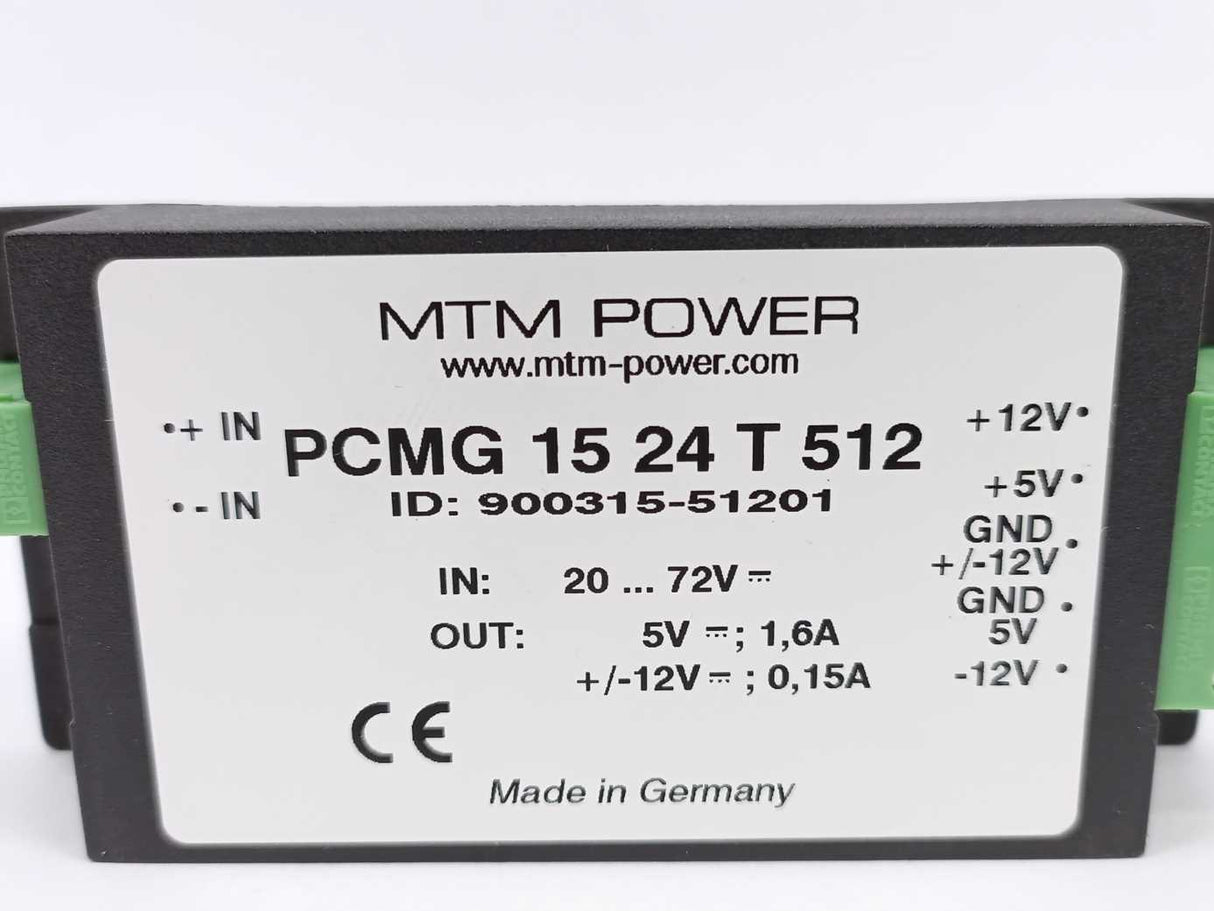 MTM POWER
www.mtm-power.com
•+ IN
PCMG 15 24 T 512
+12V•
•- IN
ID: 900315-51201
+5V•
GND
+/-12V•
IN: 20 ... 72V⎓
GND •
5V
OUT: 5V ⎓; 1,6A
+/-12V⎓ ; 0,15A
-12V •
CE
Made in Germany